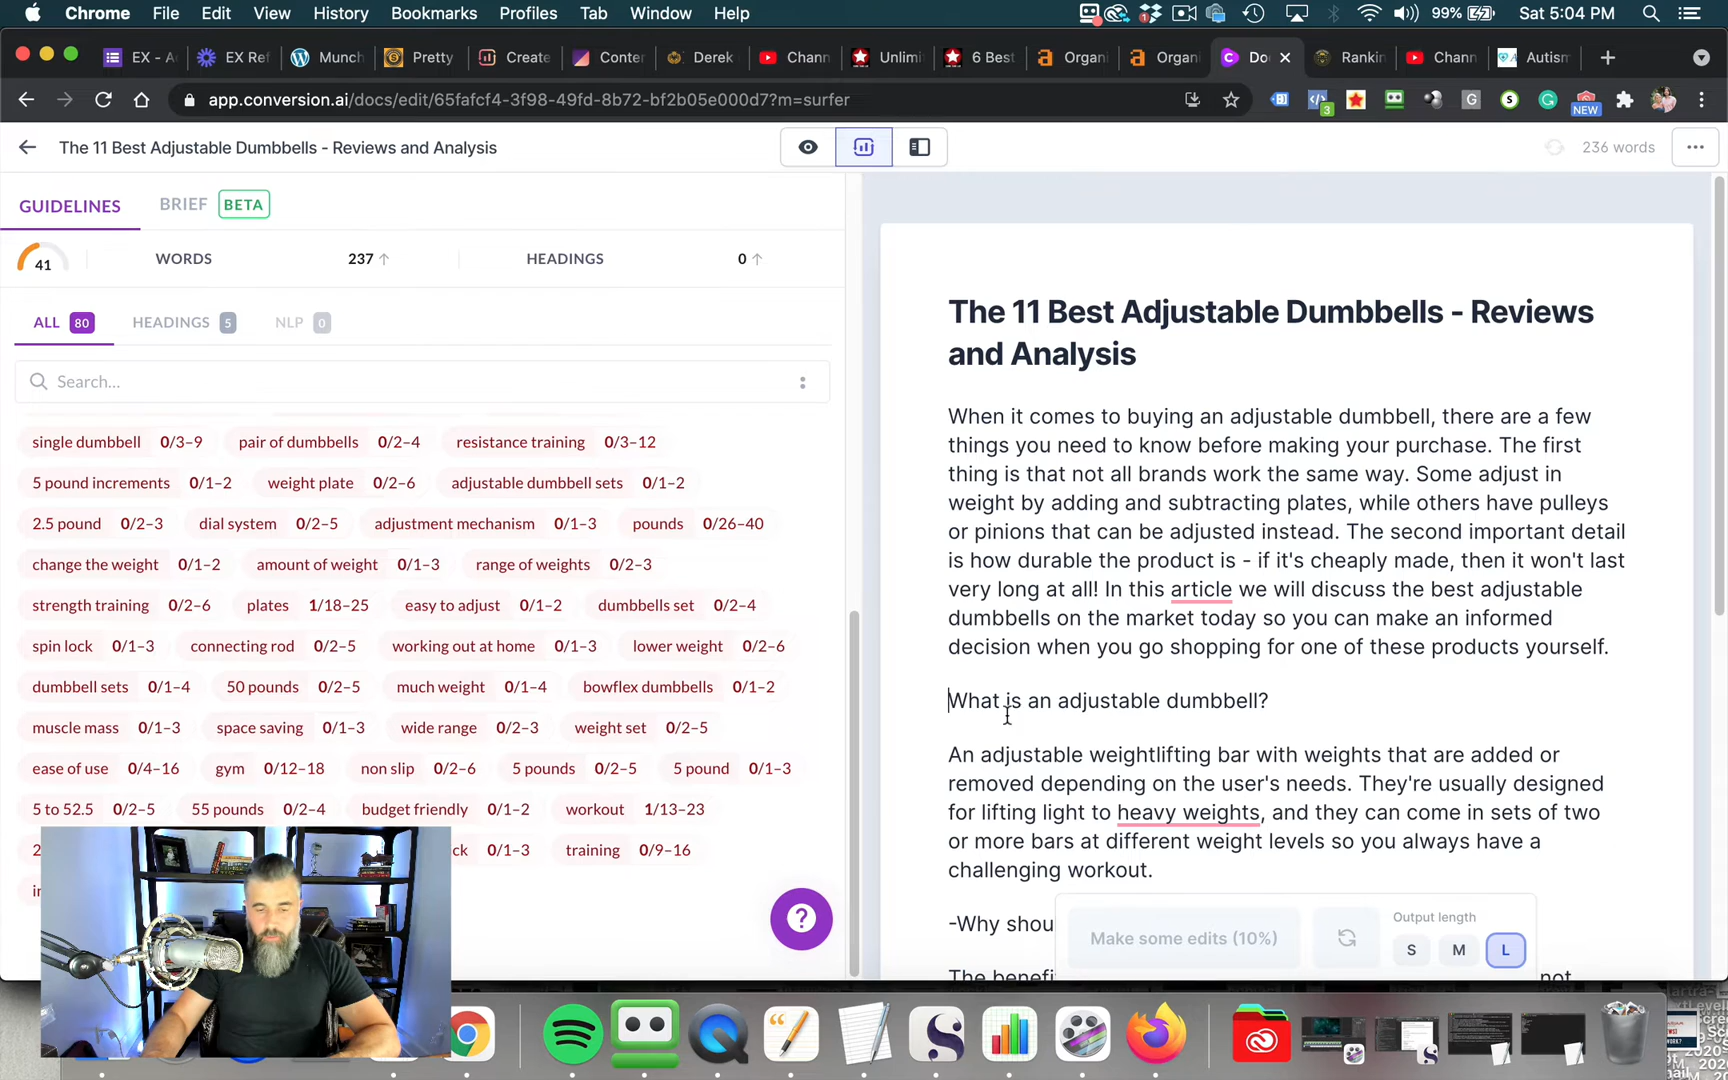 Chrome File Edit View History Bookmarks Profiles Tab Window Help 99% Sat 5:04 PM
EX - A EX Ref Munch Pretty Create Conter Derek Chann Unlimi 6 Best Organi Organi Do Rankin Chann Autism
app.conversion.ai/docs/edit/65fafcf4-3f98-49fd-8b72-bf2b05e000d7?m=surfer
NEW
The 11 Best Adjustable Dumbbells - Reviews and Analysis
236 words
GUIDELINES BRIEF BETA
41 WORDS 237 HEADINGS 0
ALL 80 HEADINGS 5 NLP 0
Search...
single dumbbell 0/3–9 pair of dumbbells 0/2–4 resistance training 0/3–12
5 pound increments 0/1–2 weight plate 0/2–6 adjustable dumbbell sets 0/1–2
2.5 pound 0/2–3 dial system 0/2–5 adjustment mechanism 0/1–3 pounds 0/26–40
change the weight 0/1–2 amount of weight 0/1–3 range of weights 0/2–3
strength training 0/2–6 plates 1/18–25 easy to adjust 0/1–2 dumbbells set 0/2–4
spin lock 0/1–3 connecting rod 0/2–5 working out at home 0/1–3 lower weight 0/2–6
dumbbell sets 0/1–4 50 pounds 0/2–5 much weight 0/1–4 bowflex dumbbells 0/1–2
muscle mass 0/1–3 space saving 0/1–3 wide range 0/2–3 weight set 0/2–5
ease of use 0/4–16 gym 0/12–18 non slip 0/2–6 5 pounds 0/2–5 5 pound 0/1–3
5 to 52.5 0/2–5 55 pounds 0/2–4 budget friendly 0/1–2 workout 1/13–23
2 ck 0/1–3 training 0/9–16
in
The 11 Best Adjustable Dumbbells - Reviews
and Analysis
When it comes to buying an adjustable dumbbell, there are a few
things you need to know before making your purchase. The first
thing is that not all brands work the same way. Some adjust in
weight by adding and subtracting plates, while others have pulleys
or pinions that can be adjusted instead. The second important detail
is how durable the product is - if it's cheaply made, then it won't last
very long at all! In this article we will discuss the best adjustable
dumbbells on the market today so you can make an informed
decision when you go shopping for one of these products yourself.
What is an adjustable dumbbell?
An adjustable weightlifting bar with weights that are added or
removed depending on the user's needs. They're usually designed
for lifting light to heavy weights, and they can come in sets of two
or more bars at different weight levels so you always have a
challenging workout.
-Why shou
The benefi not
Make some edits (10%)
Output length
S M L